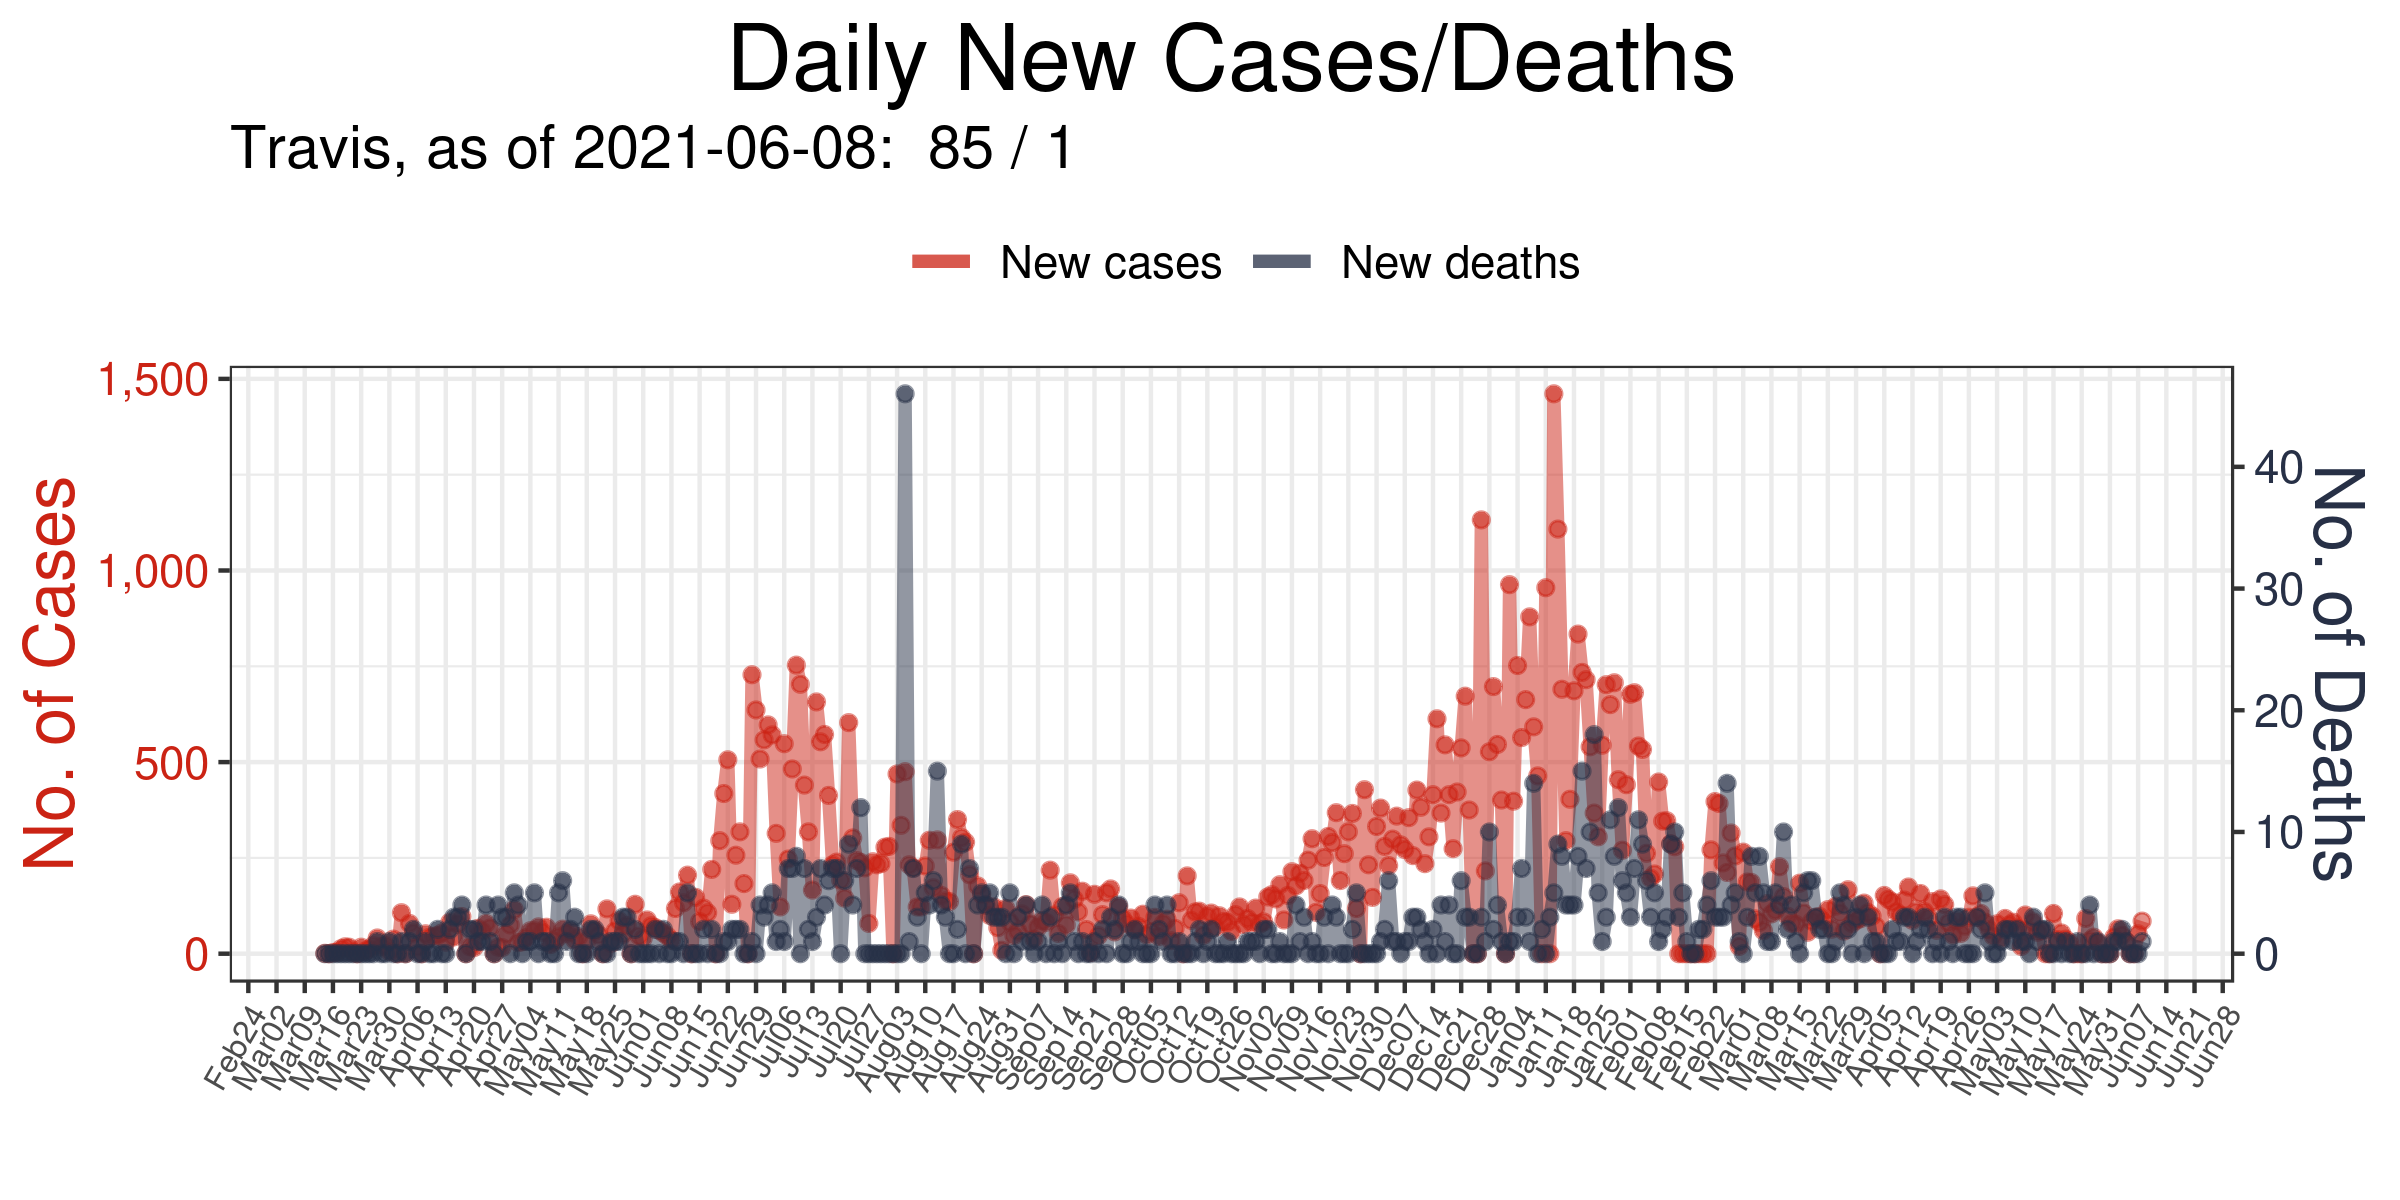 Daily New Cases/Deaths
Travis, as of 2021-06-08:  85 / 1
New cases New deaths
No. of Cases
1,500
1,000
500
0
40
30
20
10
0
No. of Deaths
Feb24 Mar02 Mar09 Mar16 Mar23 Mar30 Apr06 Apr13 Apr20 Apr27 May04 May11 May18 May25 Jun01 Jun08 Jun15 Jun22 Jun29 Jul06 Jul13 Jul20 Jul27 Aug03 Aug10 Aug17 Aug24 Aug31 Sep07 Sep14 Sep21 Sep28 Oct05 Oct12 Oct19 Oct26 Nov02 Nov09 Nov16 Nov23 Nov30 Dec07 Dec14 Dec21 Dec28 Jan04 Jan11 Jan18 Jan25 Feb01 Feb08 Feb15 Feb22 Mar01 Mar08 Mar15 Mar22 Mar29 Apr05 Apr12 Apr19 Apr26 May03 May10 May17 May24 May31 Jun07 Jun14 Jun21 Jun28